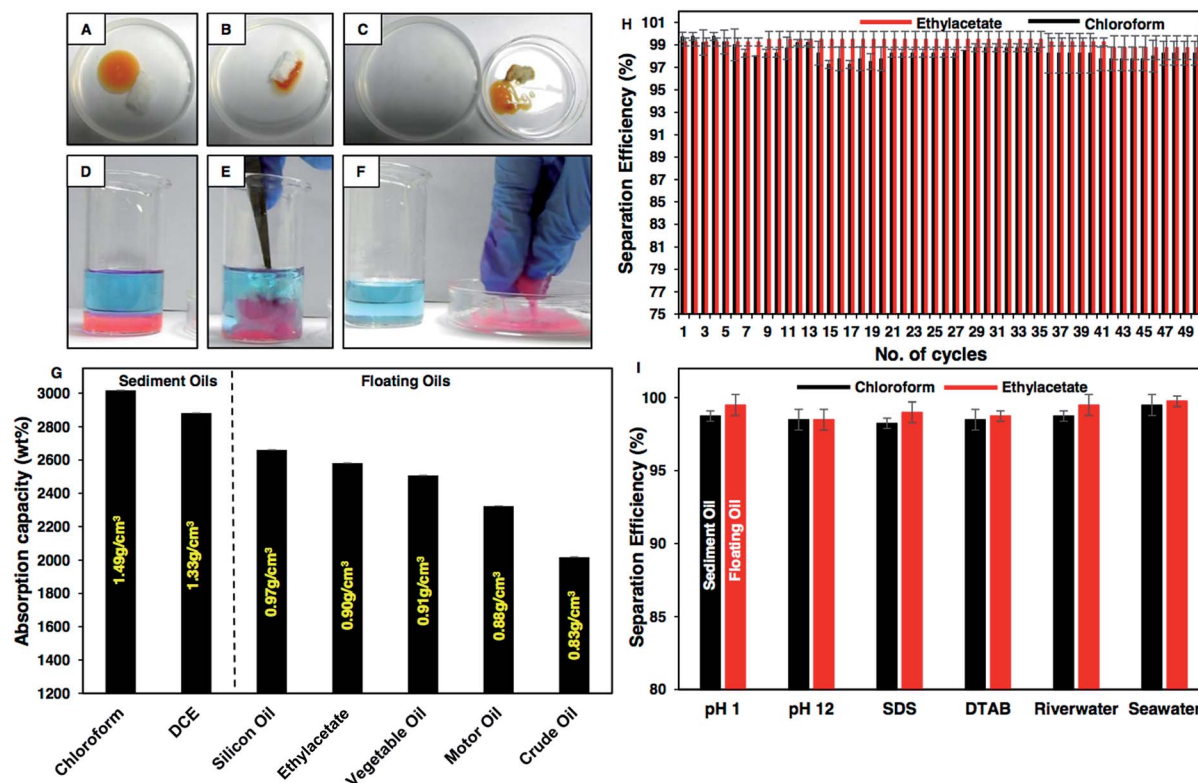 A
B
C
D
E
F
G
Sediment Oils
Floating Oils
Absorption capacity (wt%)
3000
2800
2600
2400
2200
2000
1800
1600
1400
1200
1.49g/cm³
1.33g/cm³
0.97g/cm³
0.90g/cm³
0.91g/cm³
0.88g/cm³
0.83g/cm³
Chloroform
DCE
Silicon Oil
Ethylacetate
Vegetable Oil
Motor Oil
Crude Oil
H
Ethylacetate
Chloroform
Separation Efficiency (%)
101
99
97
95
93
91
89
87
85
83
81
79
77
75
1 3 5 7 9 11 13 15 17 19 21 23 25 27 29 31 33 35 37 39 41 43 45 47 49
No. of cycles
I
Chloroform
Ethylacetate
Separation Efficiency (%)
100
95
90
85
80
Sediment Oil
Floating Oil
pH 1
pH 12
SDS
DTAB
Riverwater
Seawater